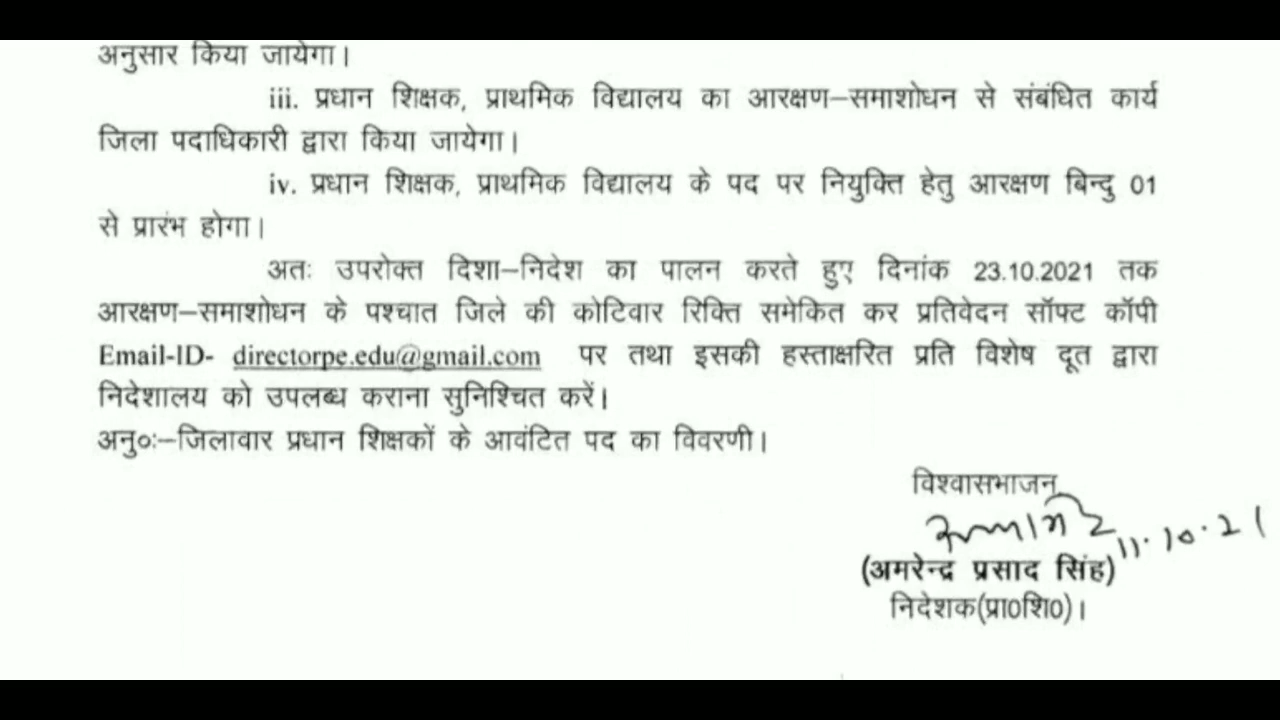 अनुसार किया जायेगा।
iii. प्रधान शिक्षक, प्राथमिक विद्यालय का आरक्षण–समाशोधन से संबंधित कार्य
जिला पदाधिकारी द्वारा किया जायेगा।
iv. प्रधान शिक्षक, प्राथमिक विद्यालय के पद पर नियुक्ति हेतु आरक्षण बिन्दु 01
से प्रारंभ होगा।
अतः उपरोक्त दिशा–निदेश का पालन करते हुए दिनांक 23.10.2021 तक
आरक्षण–समाशोधन के पश्चात जिले की कोटिवार रिक्ति समेकित कर प्रतिवेदन सॉफ्ट कॉपी
Email-ID- directorpe.edu@gmail.com पर तथा इसकी हस्ताक्षरित प्रति विशेष दूत द्वारा
निदेशालय को उपलब्ध कराना सुनिश्चित करें।
अनु०ः–जिलावार प्रधान शिक्षकों के आवंटित पद का विवरणी।
विश्वासभाजन
11.10.21
(अमरेन्द्र प्रसाद सिंह)
निदेशक(प्रा0शि0)।